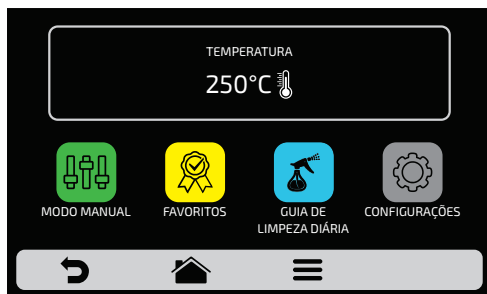 TEMPERATURA
250°C
MODO MANUAL
FAVORITOS
GUIA DE
LIMPEZA DIÁRIA
CONFIGURAÇÕES